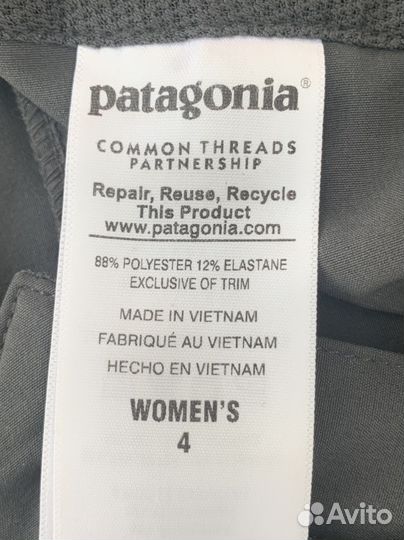 patagonia®
COMMON THREADS
PARTNERSHIP
Repair, Reuse, Recycle
This Product
www.patagonia.com
88% POLYESTER 12% ELASTANE
EXCLUSIVE OF TRIM
MADE IN VIETNAM
FABRIQUÉ AU VIETNAM
HECHO EN VIETNAM
WOMEN'S
4
Avito